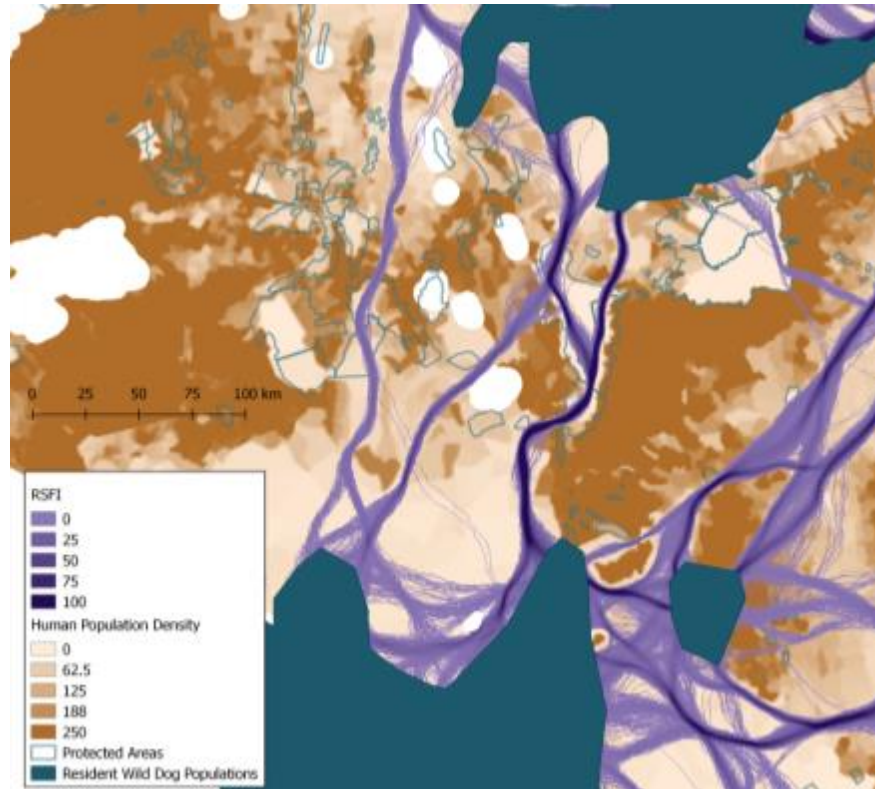 0 25 50 75 100 km
RSFI
0
25
50
75
100
Human Population Density
0
62.5
125
188
250
Protected Areas
Resident Wild Dog Populations